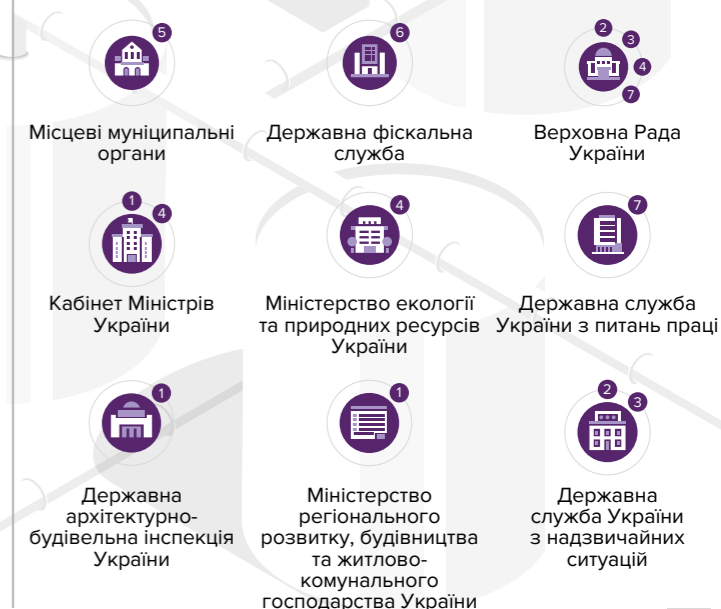 5
Місцеві муніципальні
органи
6
Державна фіскальна
служба
2
3
4
7
Верховна Рада
України
1
4
Кабінет Міністрів
України
4
Міністерство екології
та природних ресурсів
України
7
Державна служба
України з питань праці
1
Державна
архітектурно-
будівельна інспекція
України
1
Міністерство
регіонального
розвитку, будівництва
та житлово-
комунального
господарства України
2
3
Державна
служба України
з надзвичайних
ситуацій